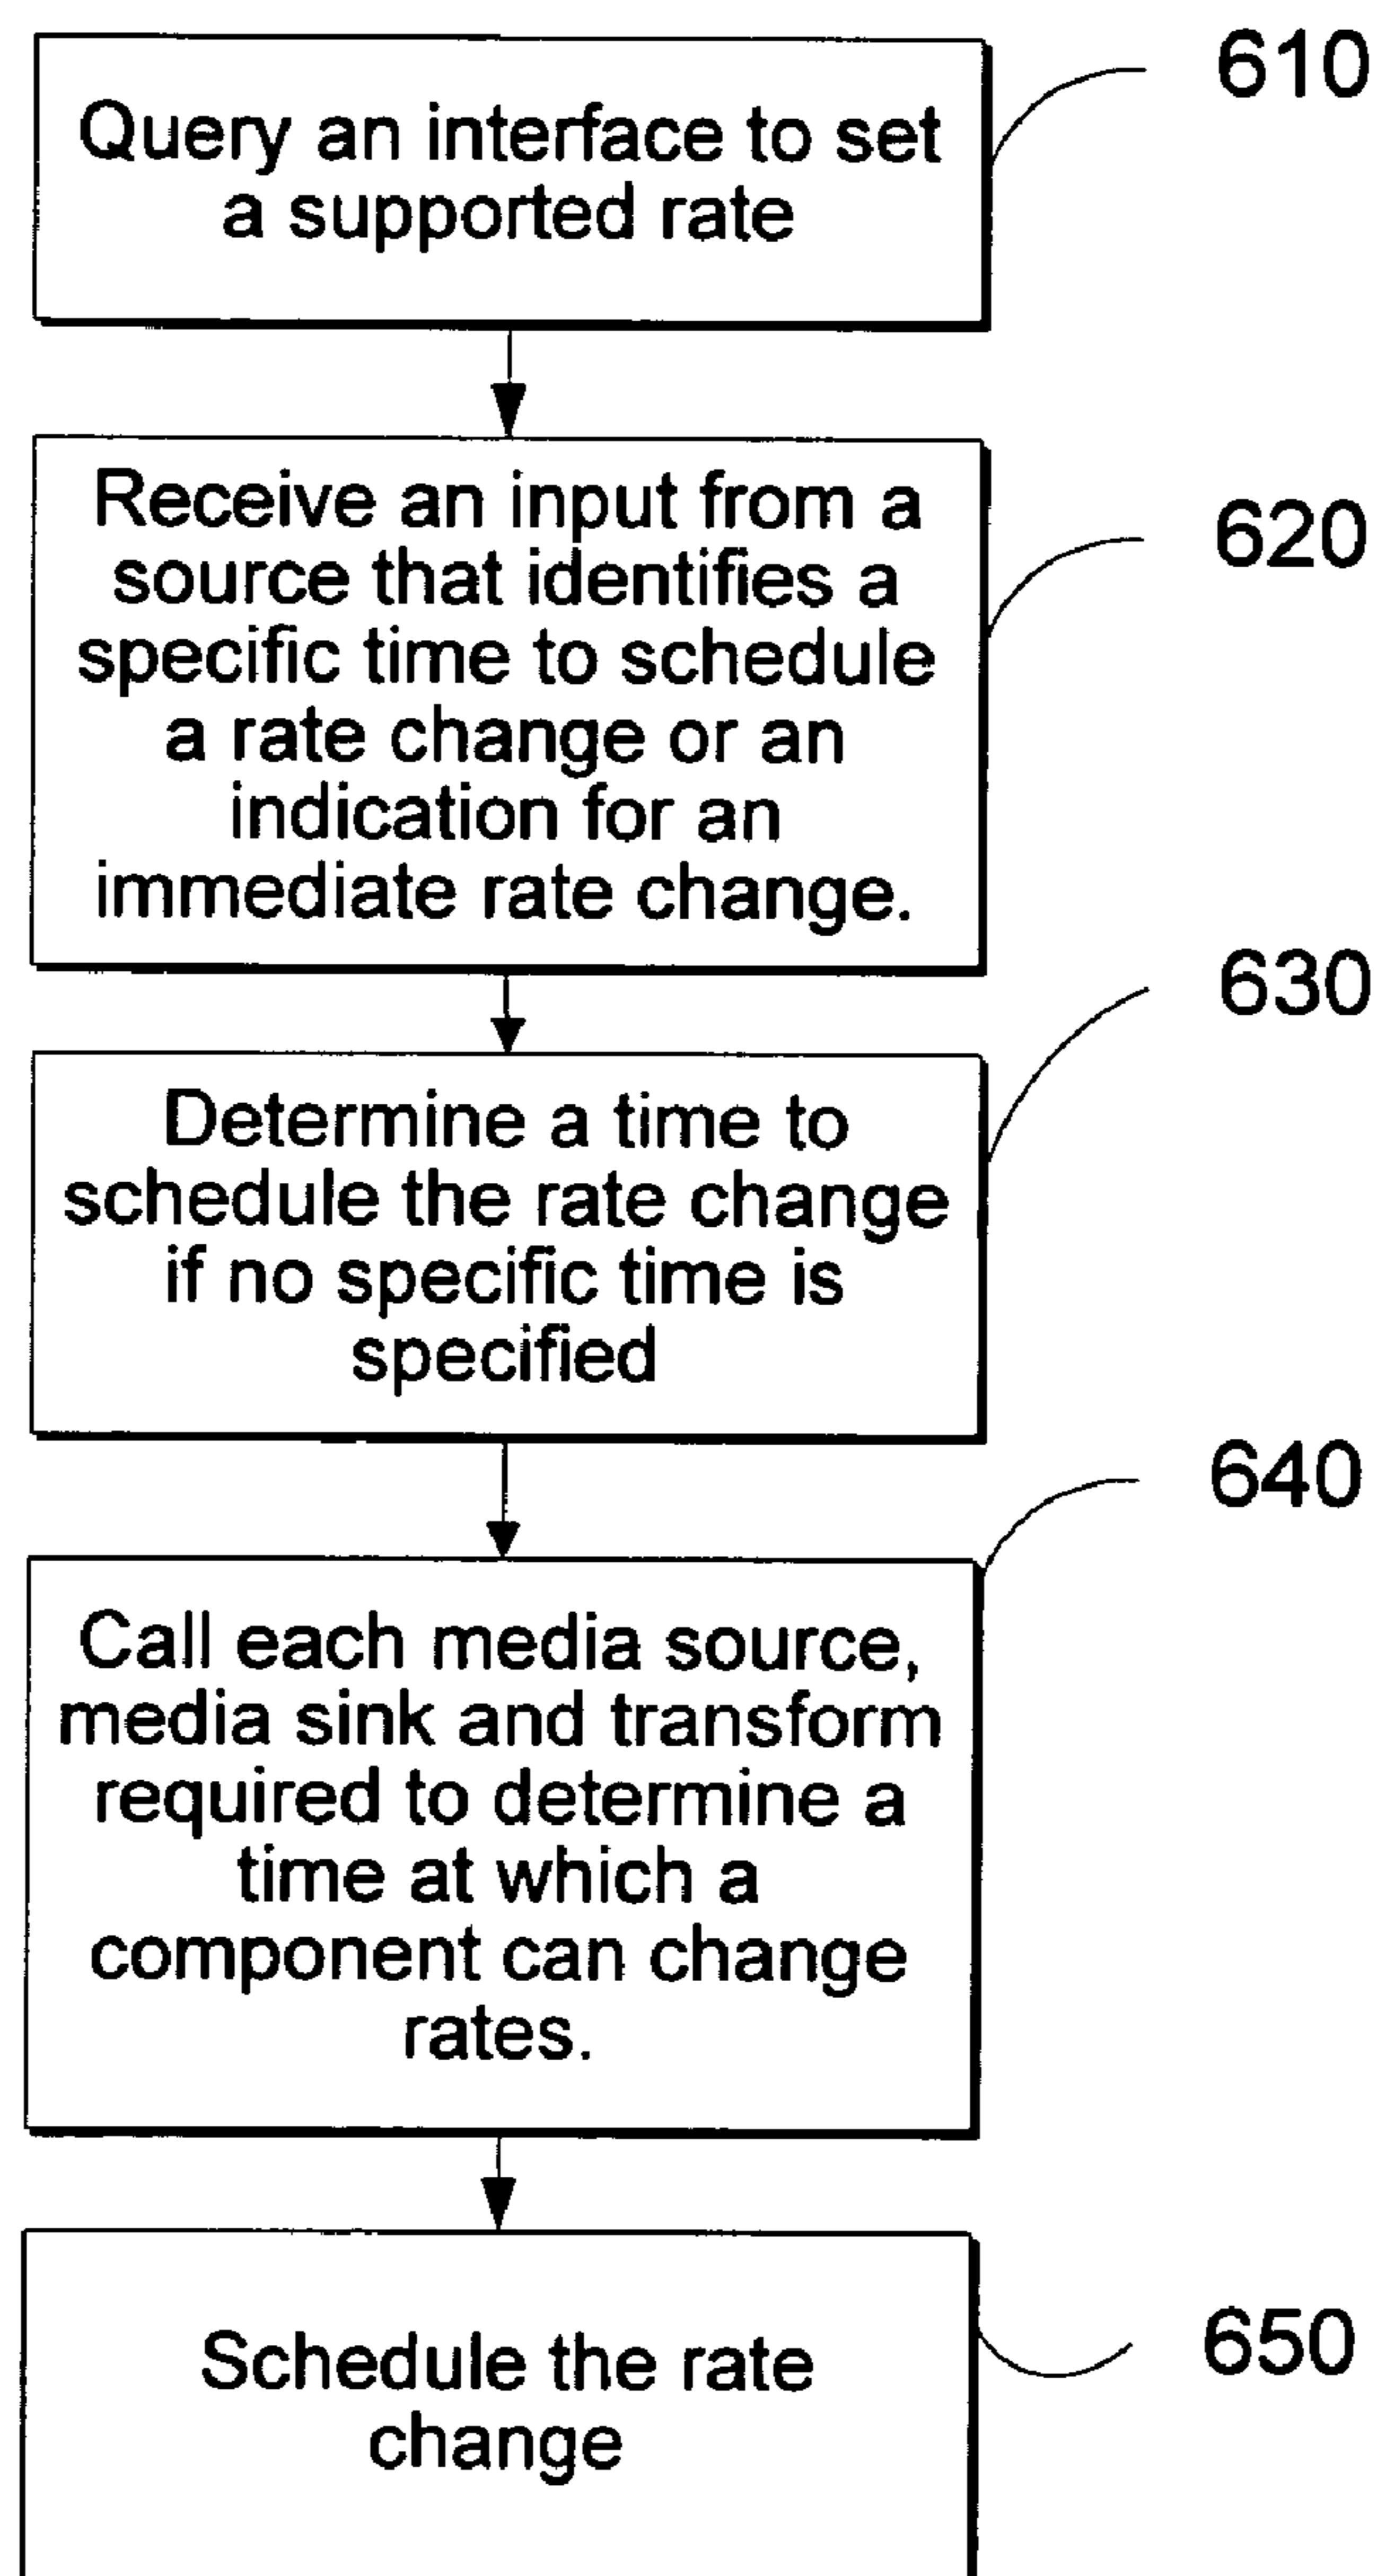 Query an interface to set
a supported rate
610
Receive an input from a
source that identifies a
specific time to schedule
a rate change or an
indication for an
immediate rate change.
620
Determine a time to
schedule the rate change
if no specific time is
specified
630
Call each media source,
media sink and transform
required to determine a
time at which a
component can change
rates.
640
Schedule the rate
change
650